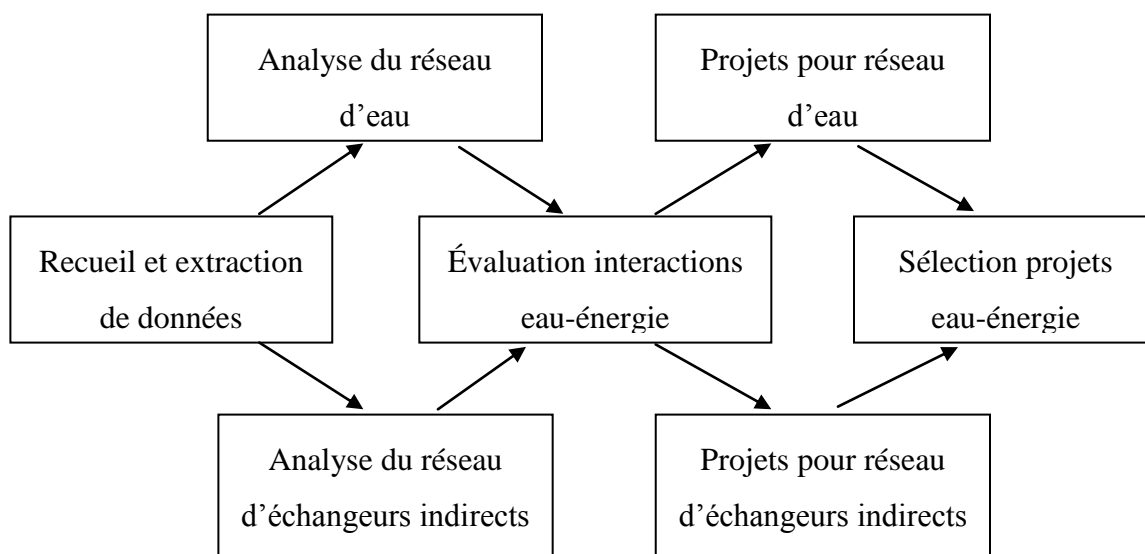 Analyse du réseau
d’eau
Projets pour réseau
d’eau
Recueil et extraction
de données
Évaluation interactions
eau-énergie
Sélection projets
eau-énergie
Analyse du réseau
d’échangeurs indirects
Projets pour réseau
d’échangeurs indirects